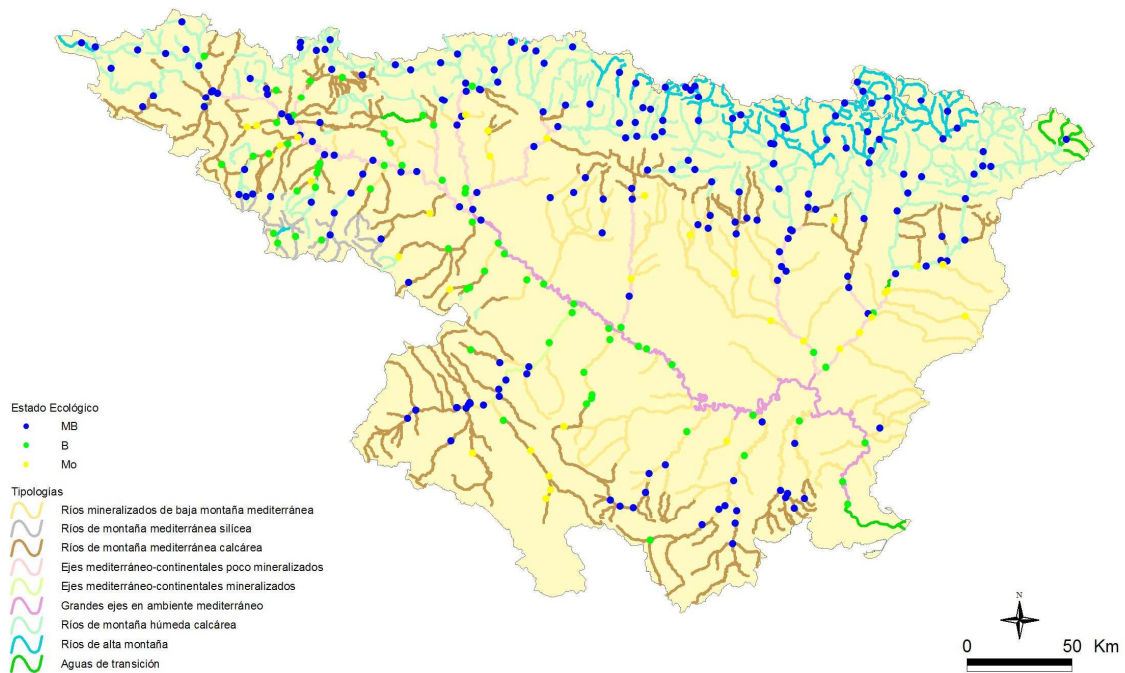 Estado Ecológico
MB
B
Mo
Tipologías
Ríos mineralizados de baja montaña mediterránea
Ríos de montaña mediterránea silícea
Ríos de montaña mediterránea calcárea
Ejes mediterráneo-continentales poco mineralizados
Ejes mediterráneo-continentales mineralizados
Grandes ejes en ambiente mediterráneo
Ríos de montaña húmeda calcárea
Ríos de alta montaña
Aguas de transición
N
0 50 Km